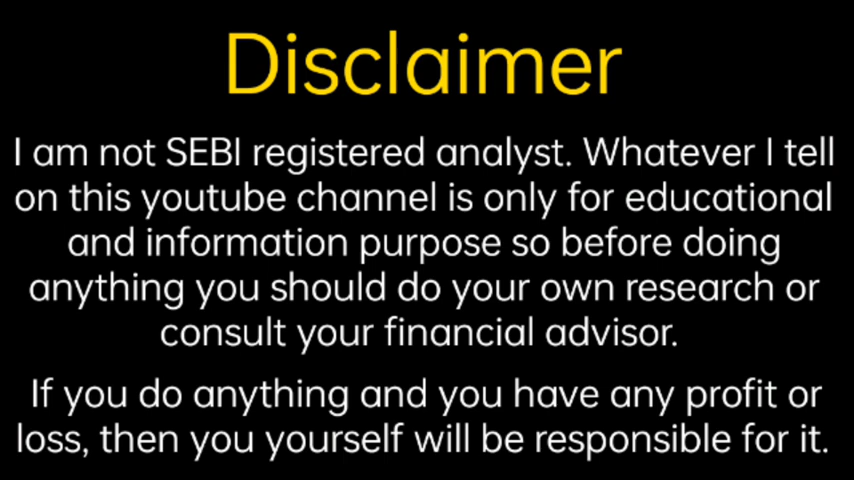 Disclaimer
I am not SEBI registered analyst. Whatever I tell
on this youtube channel is only for educational
and information purpose so before doing
anything you should do your own research or
consult your financial advisor.
If you do anything and you have any profit or
loss, then you yourself will be responsible for it.